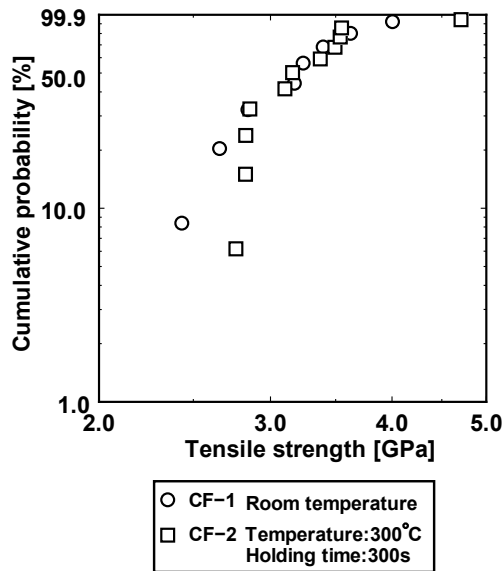 99.9
50.0
10.0
1.0
Cumulative probability [%]
2.0 3.0 4.0 5.0
Tensile strength [GPa]
CF−1 Room temperature
CF−2 Temperature:300°C
Holding time:300s